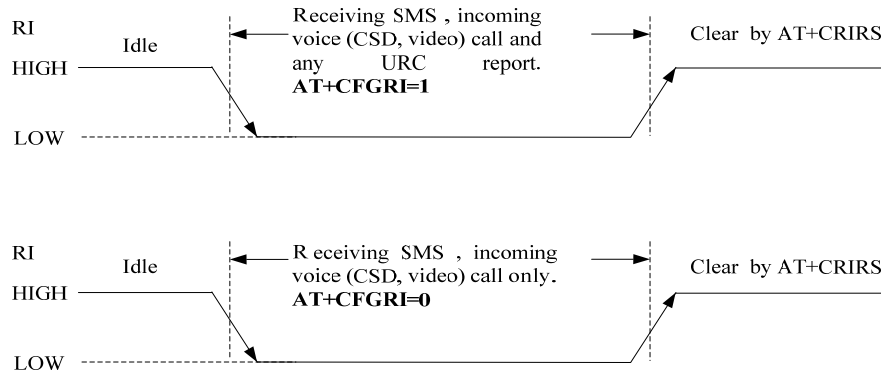 RI
Idle
Receiving SMS , incoming
voice (CSD, video) call and
any URC report.
AT+CFGRI=1
Clear by AT+CRIRS
HIGH
LOW
RI
Idle
R eceiving SMS , incoming
voice (CSD, video) call only.
AT+CFGRI=0
Clear by AT+CRIRS
HIGH
LOW